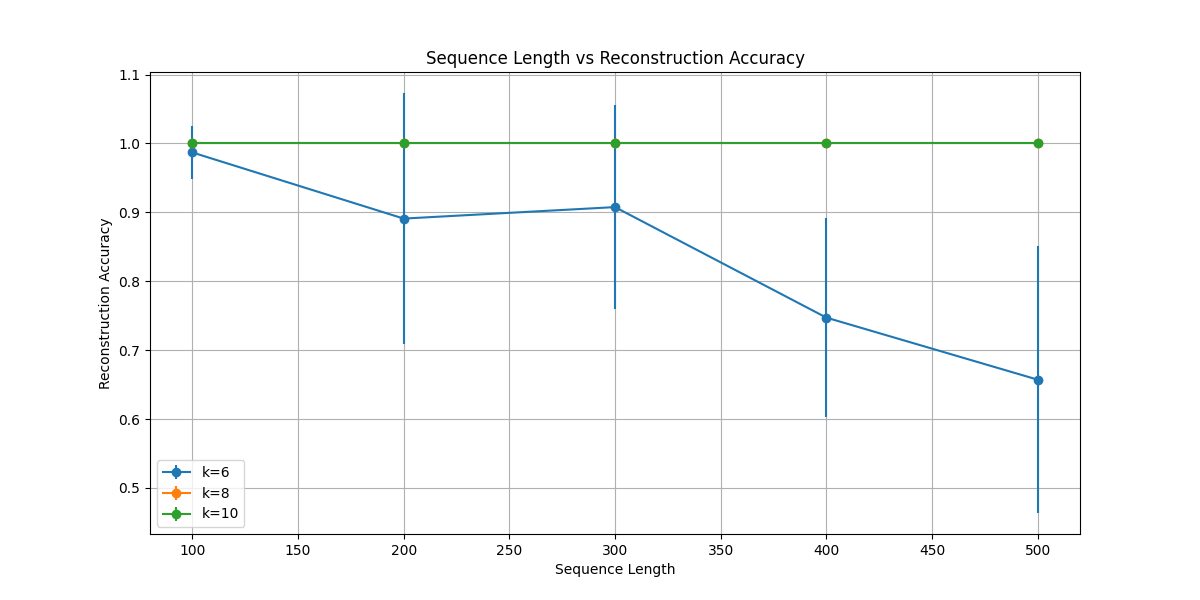 Sequence Length vs Reconstruction Accuracy
Reconstruction Accuracy
1.1
1.0
0.9
0.8
0.7
0.6
0.5
k=6
k=8
k=10
100 150 200 250 300 350 400 450 500
Sequence Length